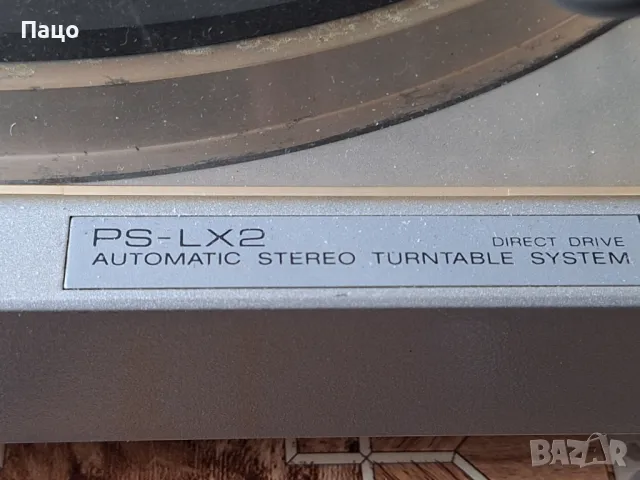 Пацо
PS-LX2 DIRECT DRIVE
AUTOMATIC STEREO TURNTABLE SYSTEM
BAZAR